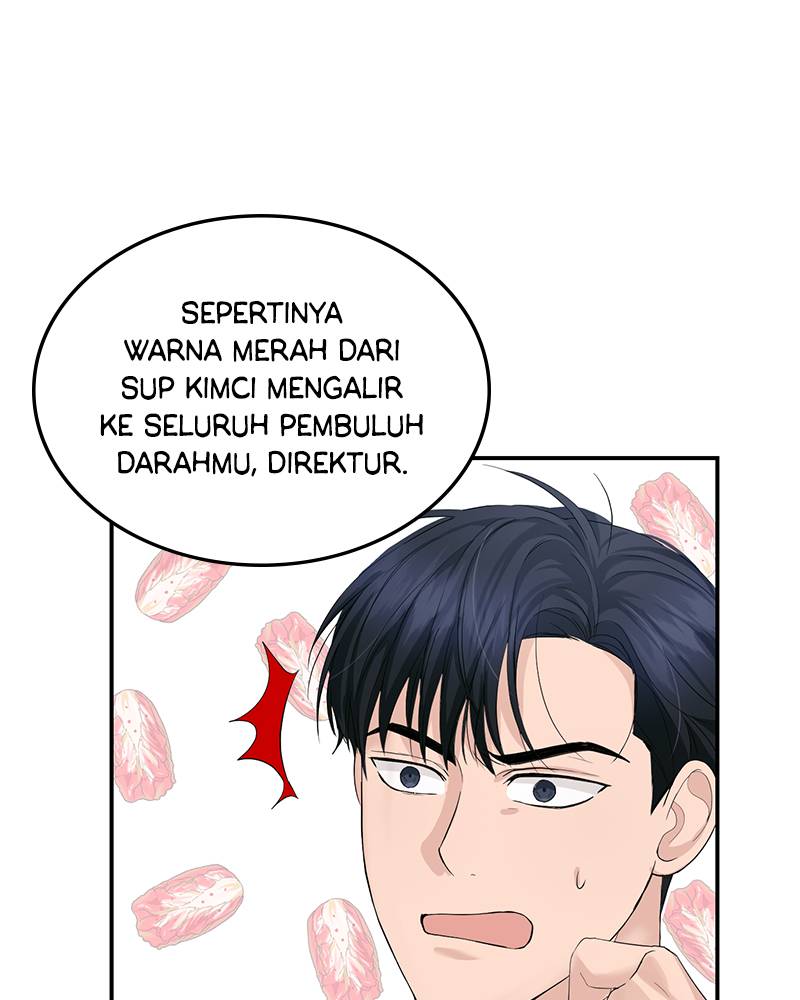 SEPERTINYA
WARNA MERAH DARI
SUP KIMCI MENGALIR
KE SELURUH PEMBULUH
DARAHMU, DIREKTUR.